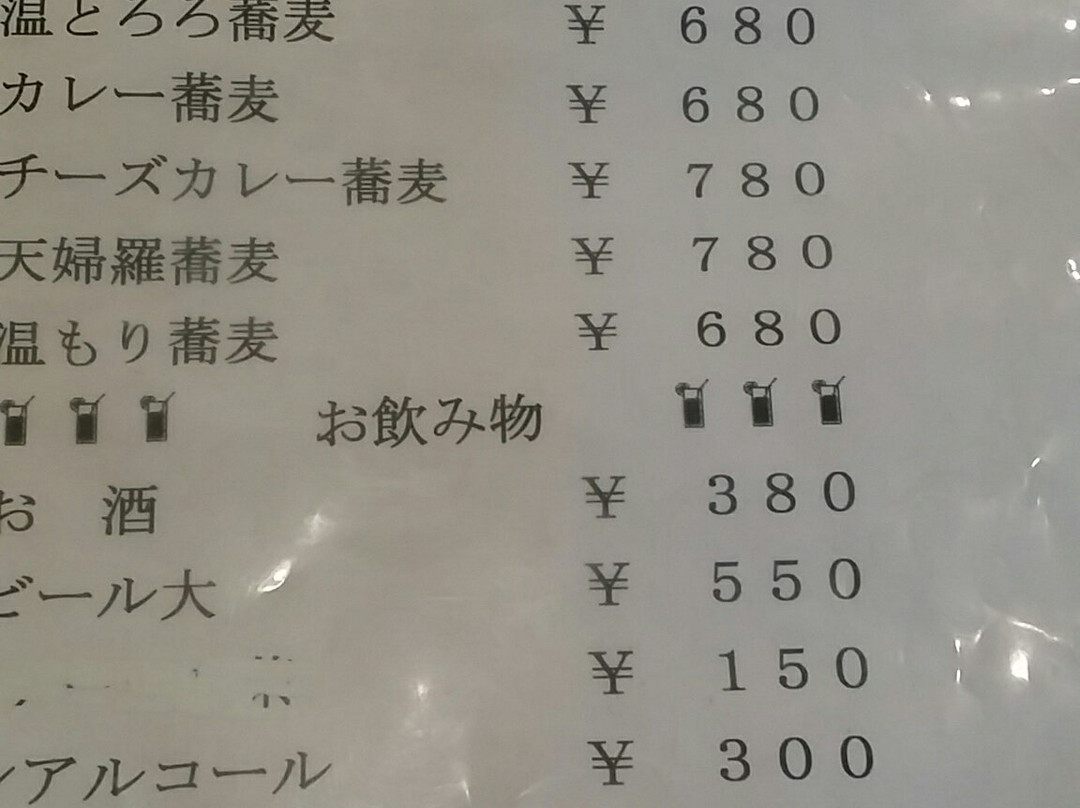 温とろろ蕎麦 ￥ ６８０
カレー蕎麦 ￥ ６８０
チーズカレー蕎麦 ￥ ７８０
天婦羅蕎麦 ￥ ７８０
温もり蕎麦 ￥ ６８０
お飲み物
お　酒 ￥ ３８０
ビール大 ￥ ５５０
￥ １５０
ンアルコール ￥ ３００